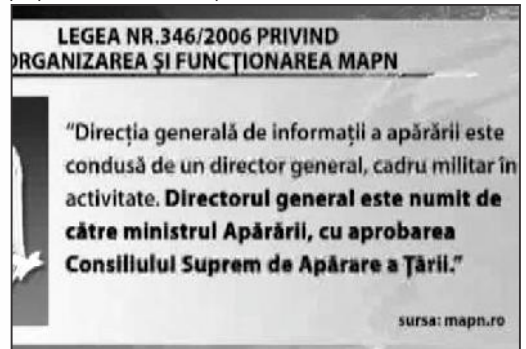 LEGEA NR.346/2006 PRIVIND
ORGANIZAREA ȘI FUNCȚIONAREA MAPN
"Direcția generală de informații a apărării este
condusă de un director general, cadru militar în
activitate. Directorul general este numit de
către ministrul Apărării, cu aprobarea
Consiliului Suprem de Apărare a Țării."
sursa: mapn.ro